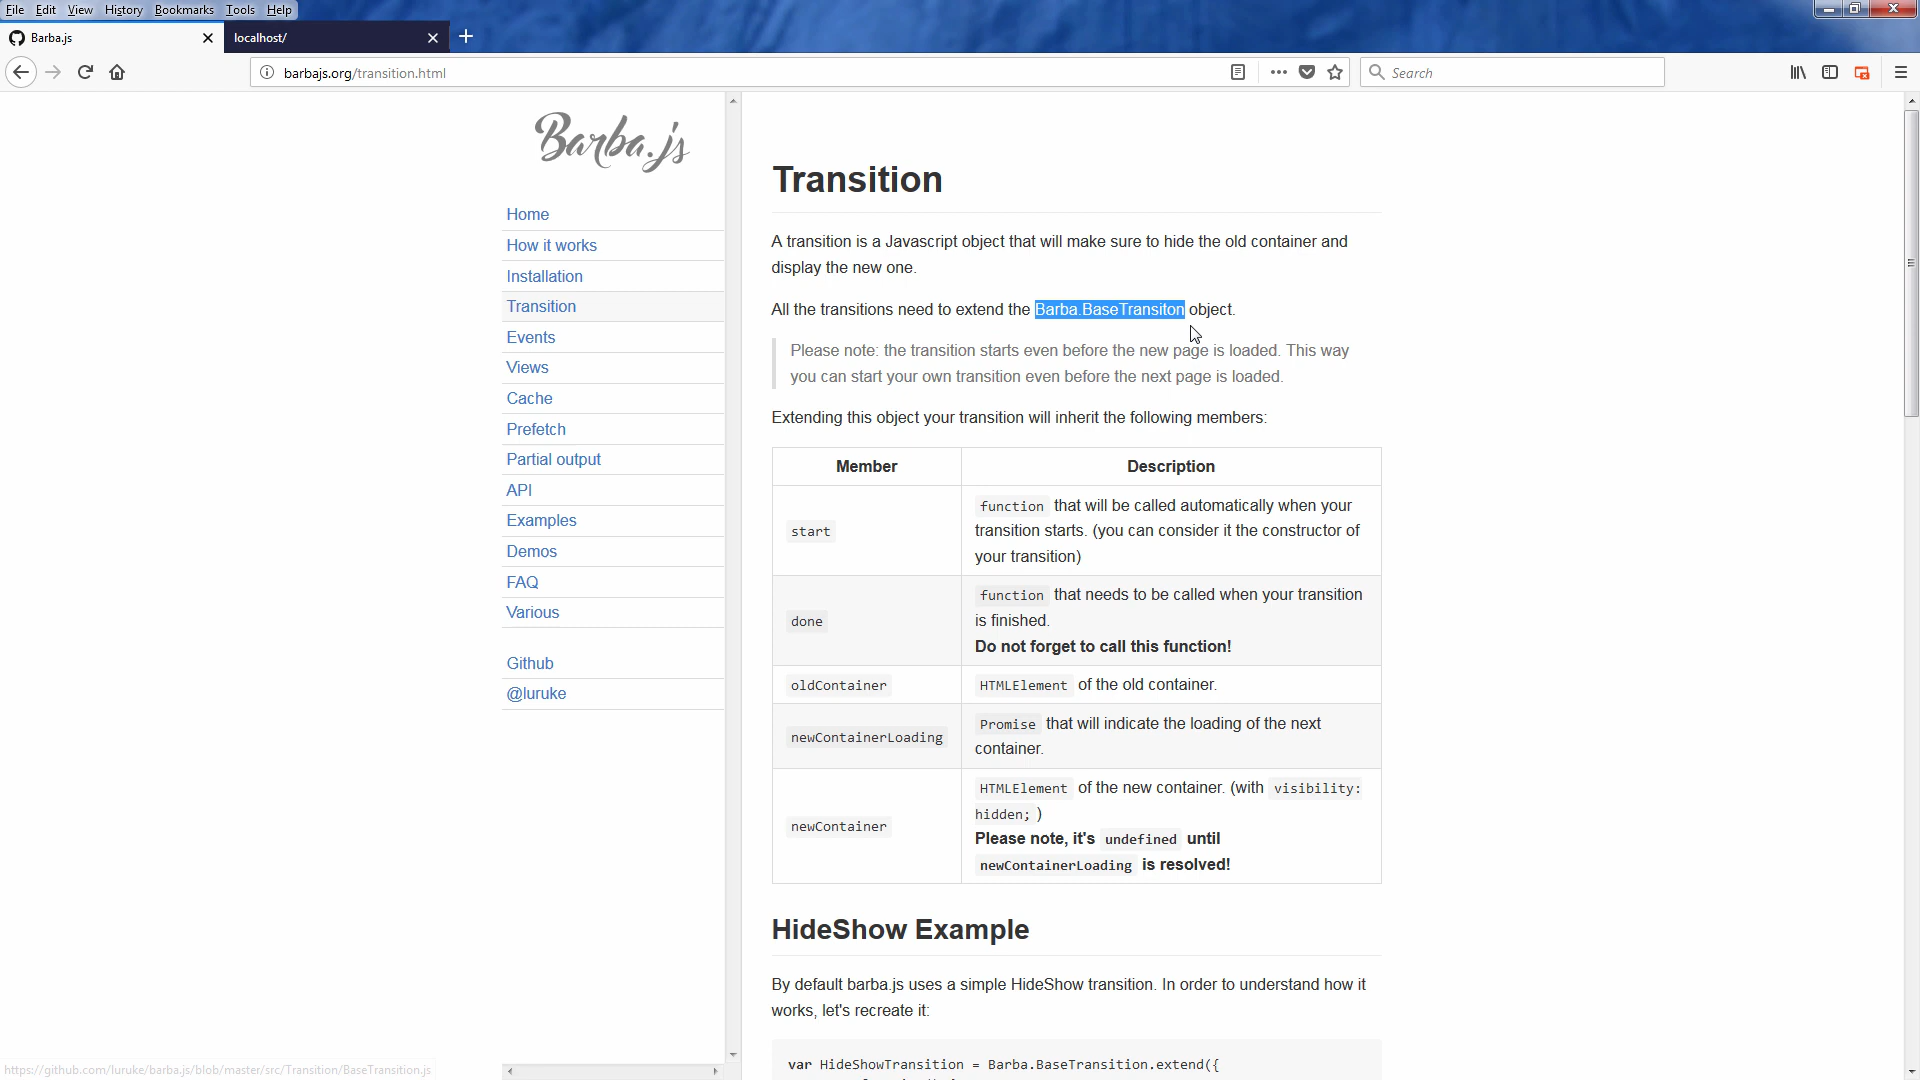 File Edit View History Bookmarks Tools Help
Barba.js
localhost/
barbajs.org/transition.html
Search
Barba.js
Home
How it works
Installation
Transition
Events
Views
Cache
Prefetch
Partial output
API
Examples
Demos
FAQ
Various
Github
@luruke
Transition
A transition is a Javascript object that will make sure to hide the old container and
display the new one.
All the transitions need to extend the Barba.BaseTransiton object.
Please note: the transition starts even before the new page is loaded. This way
you can start your own transition even before the next page is loaded.
Extending this object your transition will inherit the following members:
Member Description
start
function that will be called automatically when your
transition starts. (you can consider it the constructor of
your transition)
done
function that needs to be called when your transition
is finished.
Do not forget to call this function!
oldContainer HTMLElement of the old container.
newContainerLoading
Promise that will indicate the loading of the next
container.
newContainer
HTMLElement of the new container. (with visibility:
hidden; )
Please note, it's undefined until
newContainerLoading is resolved!
HideShow Example
By default barba.js uses a simple HideShow transition. In order to understand how it
works, let's recreate it:
var HideShowTransition = Barba.BaseTransition.extend({
https://github.com/luruke/barba.js/blob/master/src/Transition/BaseTransition.js